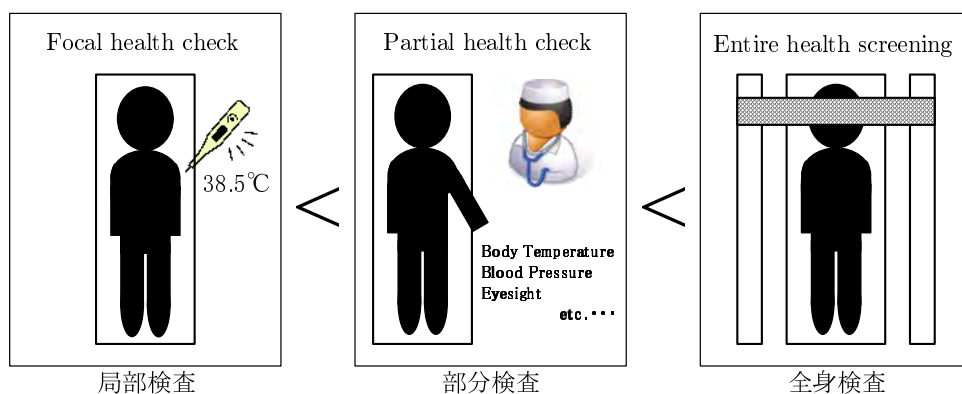 Focal health check
38.5℃
局部検査
<
Partial health check
Body Temperature
Blood Pressure
Eyesight
etc.･･･
部分検査
<
Entire health screening
全身検査